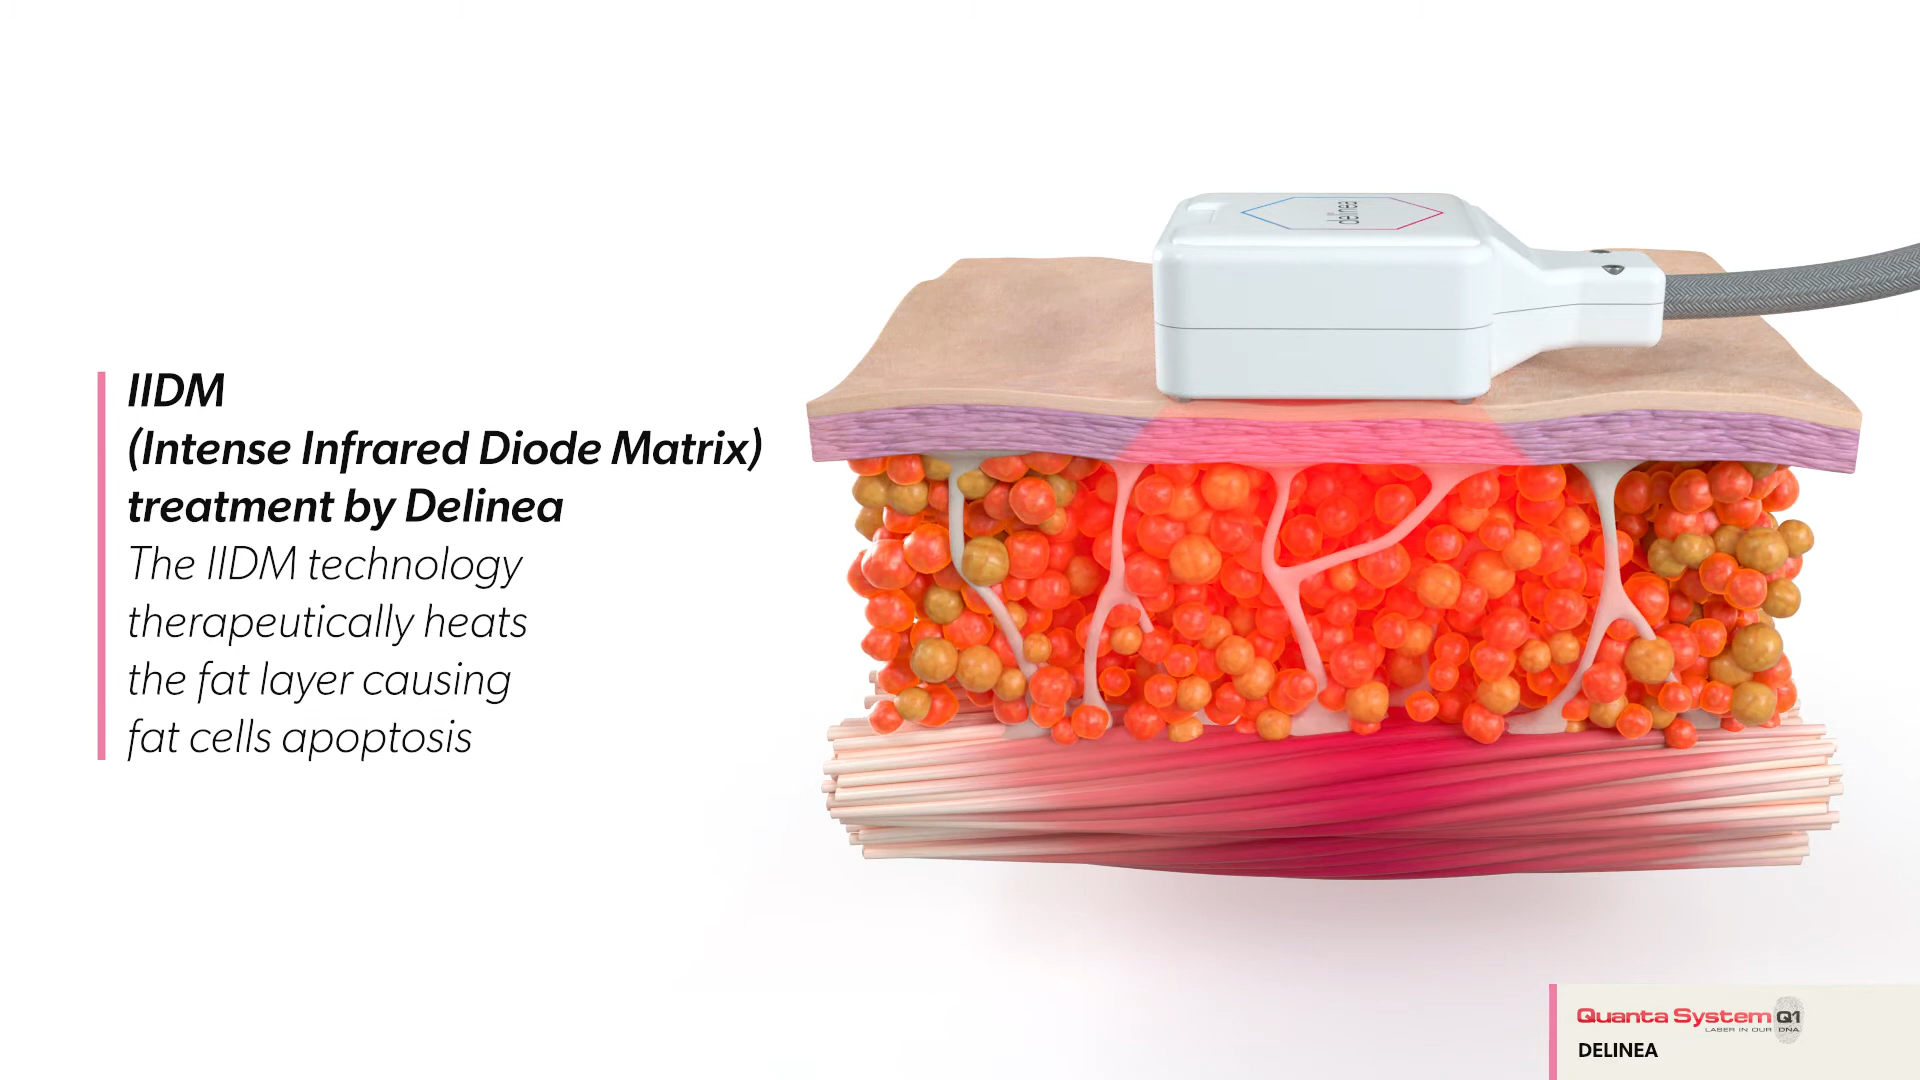 IIDM
(Intense Infrared Diode Matrix)
treatment by Delinea
The IIDM technology
therapeutically heats
the fat layer causing
fat cells apoptosis
delinea
Quanta System Q1
LASER IN OUR DNA
DELINEA